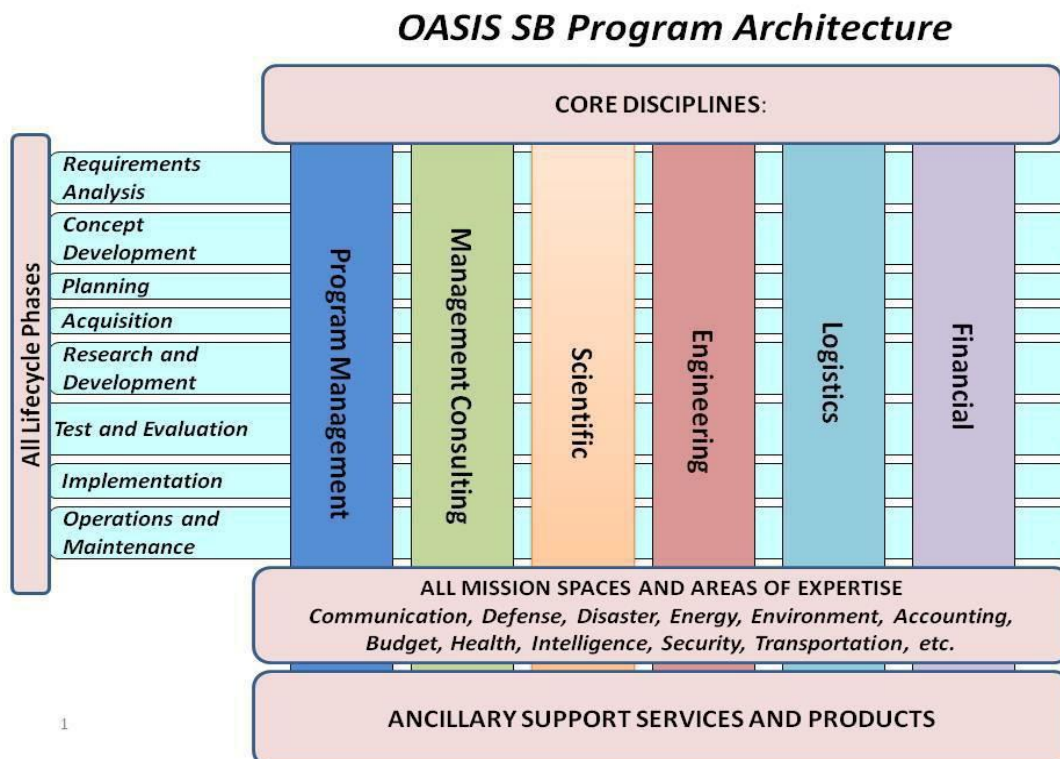 OASIS SB Program Architecture
CORE DISCIPLINES:
All Lifecycle Phases
Requirements
Analysis
Concept
Development
Planning
Acquisition
Research and
Development
Test and Evaluation
Implementation
Operations and
Maintenance
Program Management
Management Consulting
Scientific
Engineering
Logistics
Financial
ALL MISSION SPACES AND AREAS OF EXPERTISE
Communication, Defense, Disaster, Energy, Environment, Accounting,
Budget, Health, Intelligence, Security, Transportation, etc.
ANCILLARY SUPPORT SERVICES AND PRODUCTS
1